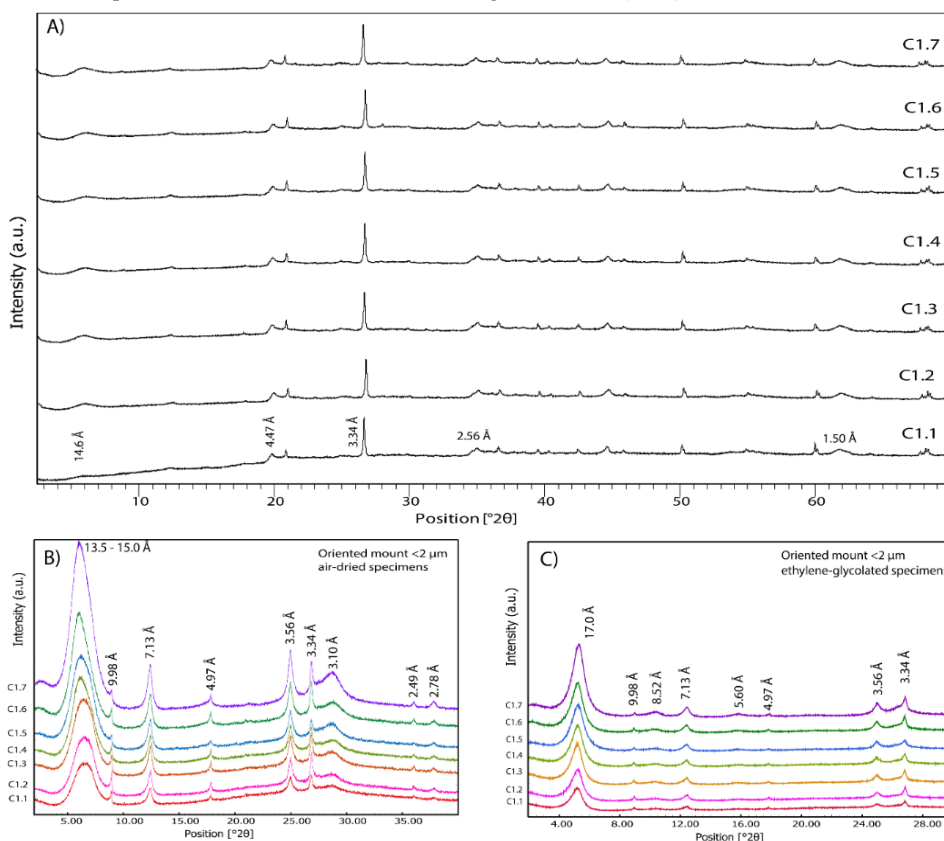 A)
C1.7
C1.6
C1.5
C1.4
C1.3
C1.2
C1.1
Intensity (a.u.)
14.6 Å
4.47 Å
3.34 Å
2.56 Å
1.50 Å
10 20 30 40 50 60
Position [°2θ]
B)
13.5 - 15.0 Å
Oriented mount <2 μm
air-dried specimens
Intensity (a.u.)
9.98 Å
7.13 Å
4.97 Å
3.56 Å
3.34 Å
3.10 Å
2.49 Å
2.78 Å
C1.7
C1.6
C1.5
C1.4
C1.3
C1.2
C1.1
5.00 10.00 15.00 20.00 25.00 30.00 35.00
Position [°2θ]
C)
Oriented mount <2 μm
ethylene-glycolated specimens
Intensity (a.u.)
17.0 Å
9.98 Å
8.52 Å
7.13 Å
5.60 Å
4.97 Å
3.56 Å
3.34 Å
C1.7
C1.6
C1.5
C1.4
C1.3
C1.2
C1.1
4.00 8.00 12.00 16.00 20.00 24.00 28.00
Position [°2θ]